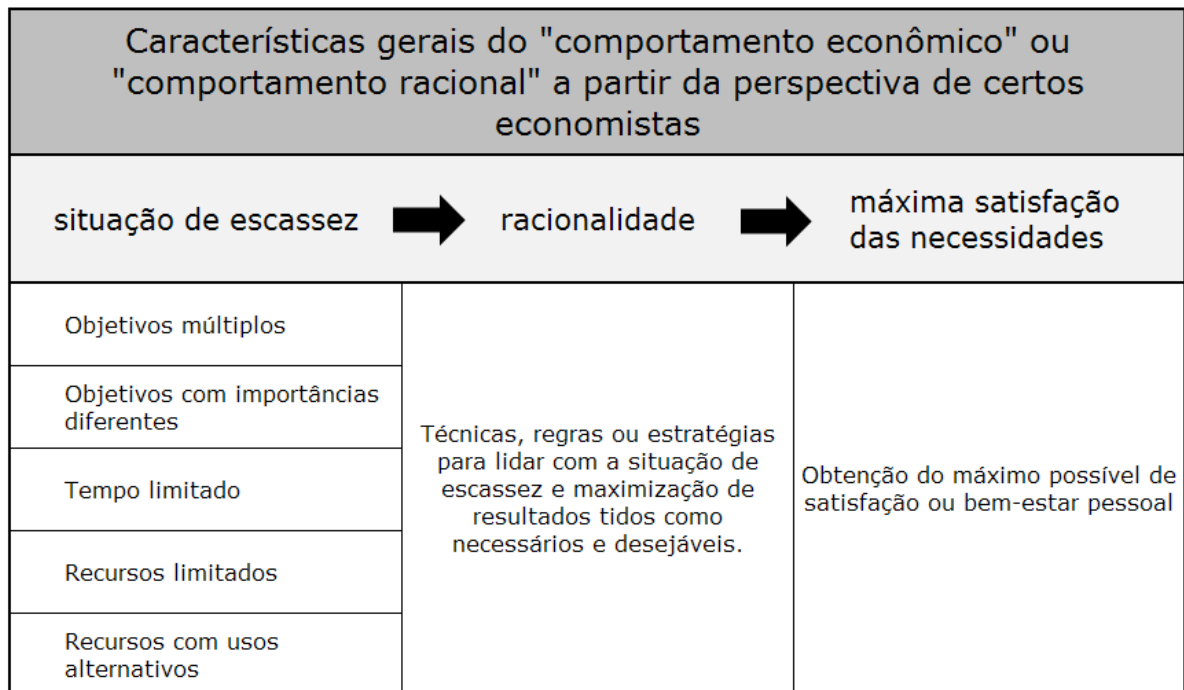 Características gerais do "comportamento econômico" ou
"comportamento racional" a partir da perspectiva de certos
economistas
situação de escassez
racionalidade
máxima satisfação
das necessidades
Objetivos múltiplos
Objetivos com importâncias
diferentes
Tempo limitado
Recursos limitados
Recursos com usos
alternativos
Técnicas, regras ou estratégias
para lidar com a situação de
escassez e maximização de
resultados tidos como
necessários e desejáveis.
Obtenção do máximo possível de
satisfação ou bem-estar pessoal